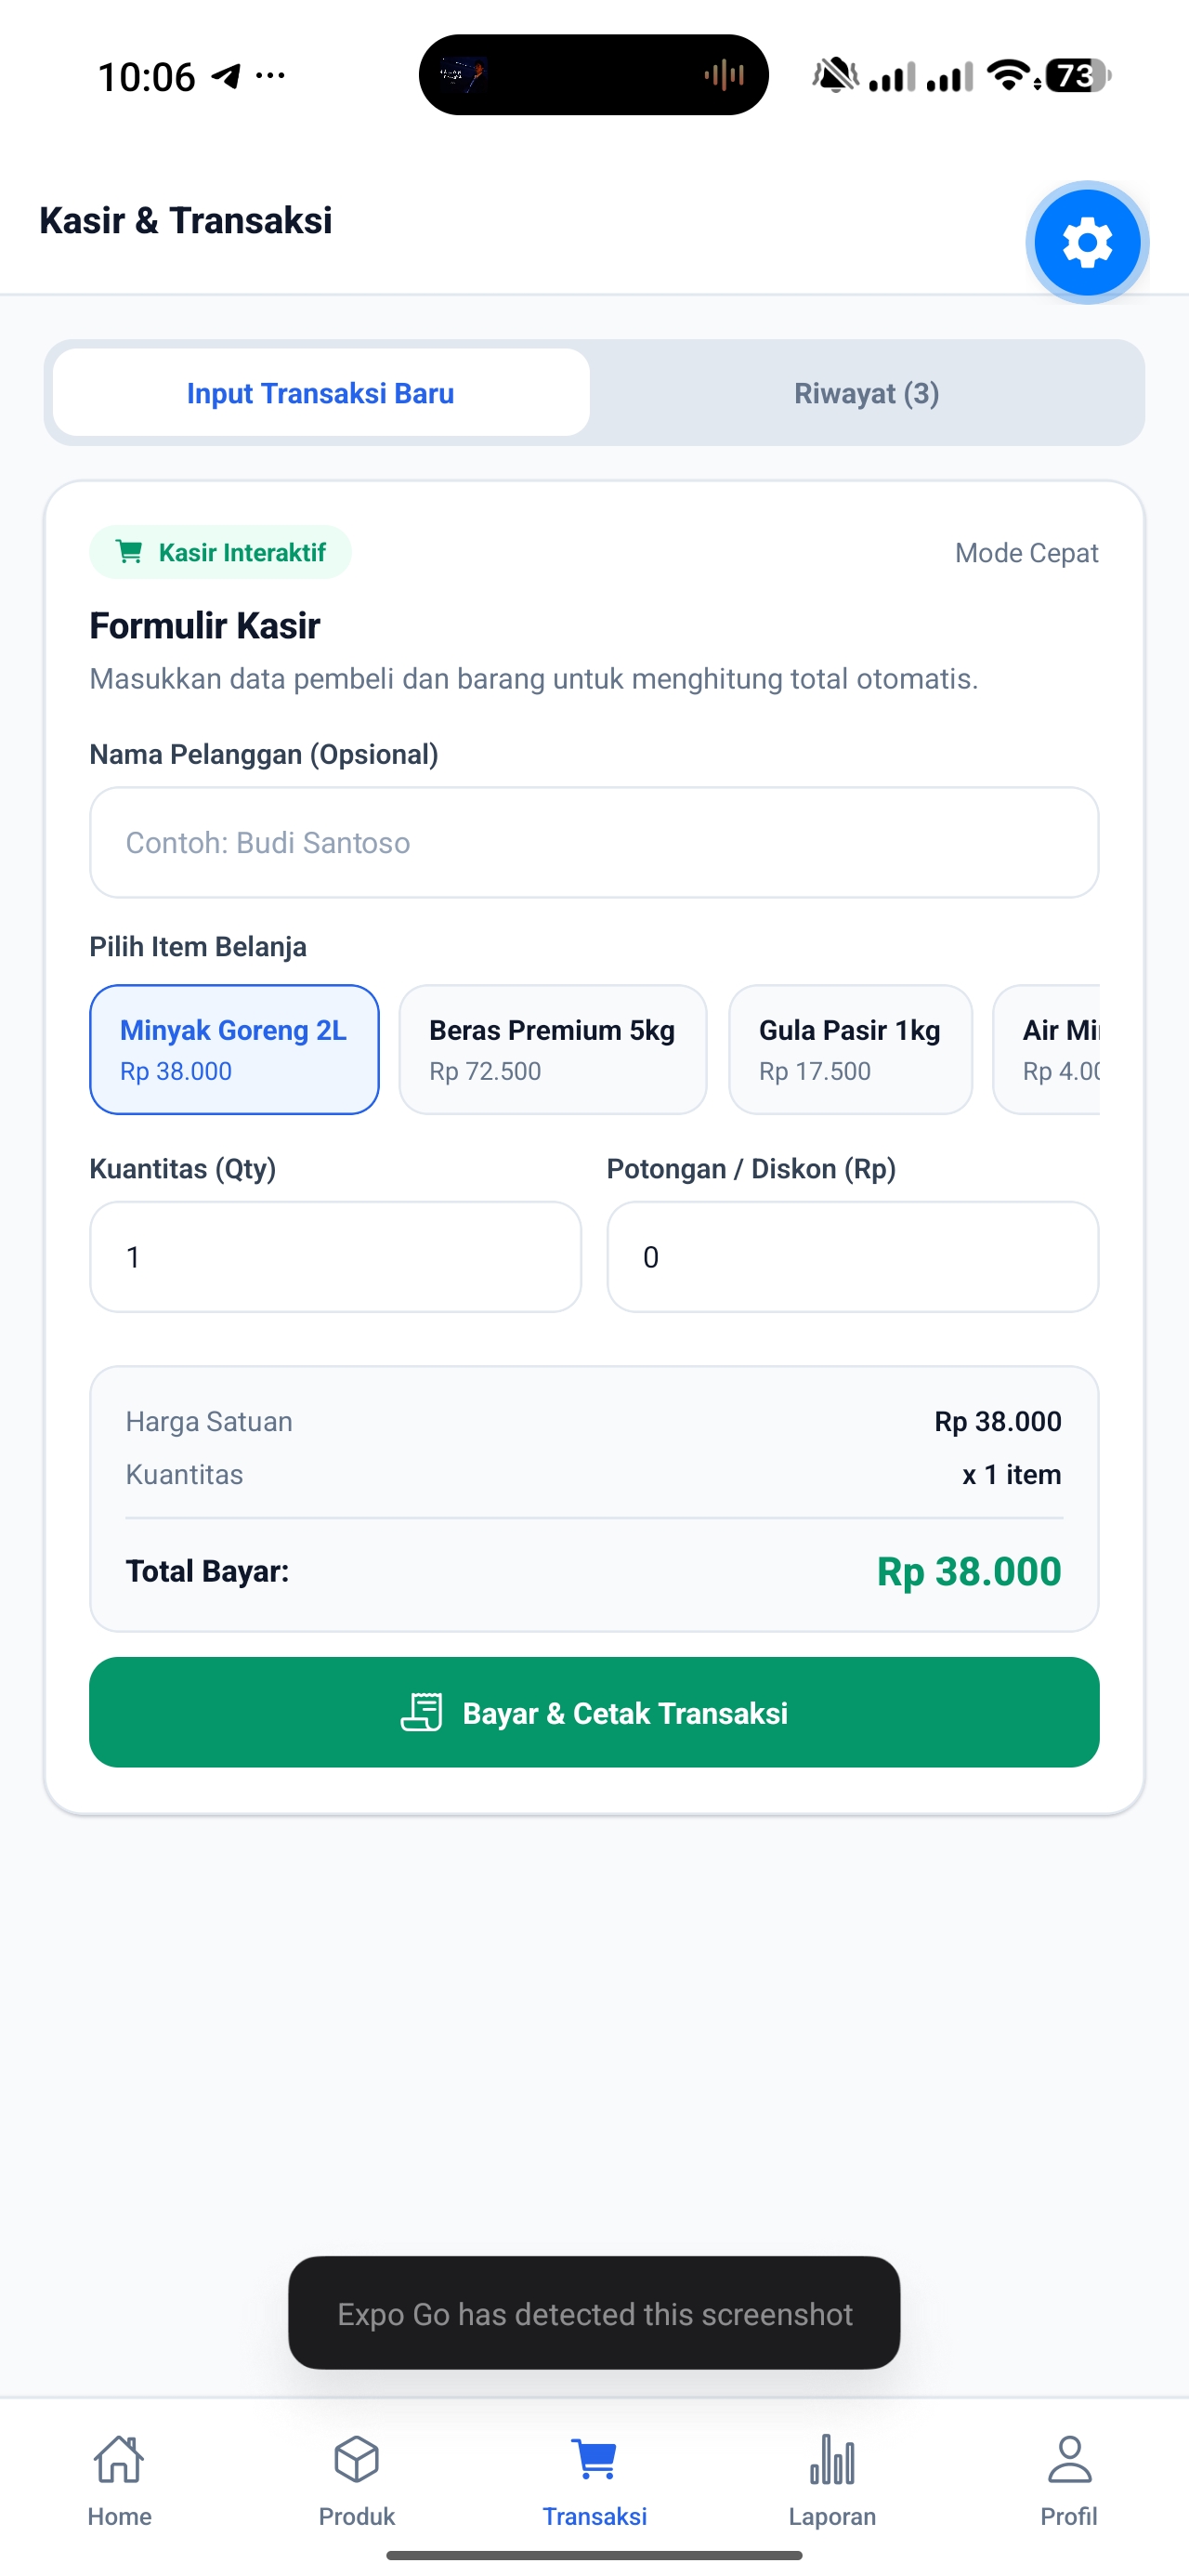 10:06 ...
73
Kasir & Transaksi
Input Transaksi Baru
Riwayat (3)
Kasir Interaktif
Mode Cepat
Formulir Kasir
Masukkan data pembeli dan barang untuk menghitung total otomatis.
Nama Pelanggan (Opsional)
Contoh: Budi Santoso
Pilih Item Belanja
Minyak Goreng 2L
Rp 38.000
Beras Premium 5kg
Rp 72.500
Gula Pasir 1kg
Rp 17.500
Air
Rp
Kuantitas (Qty)
1
Potongan / Diskon (Rp)
0
Harga Satuan
Rp 38.000
Kuantitas
x 1 item
Total Bayar:
Rp 38.000
Bayar & Cetak Transaksi
Expo Go has detected this screenshot
Home
Produk
Transaksi
Laporan
Profil